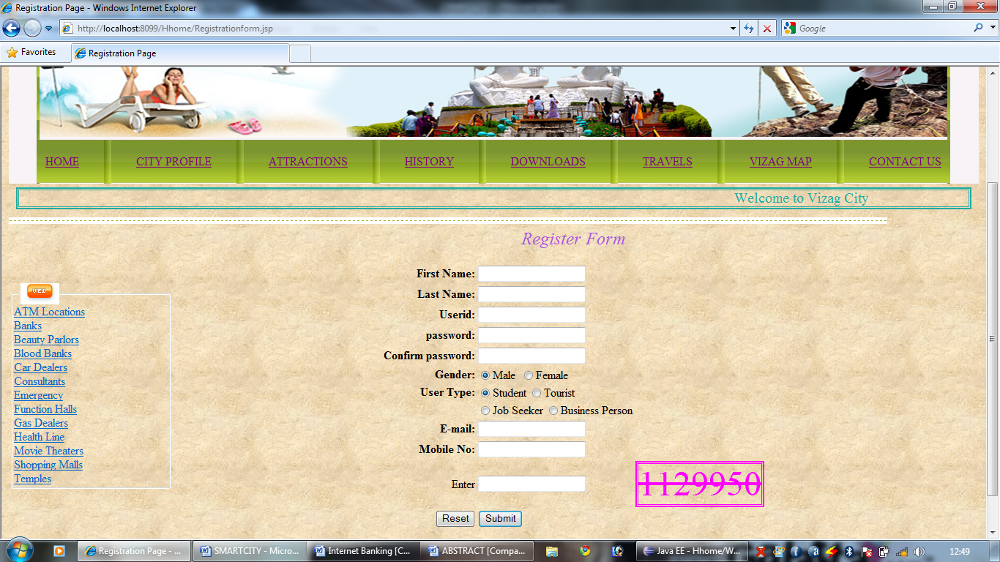 Registration Page - Windows Internet Explorer
http://localhost:8099/Hhome/Registrationform.jsp
Google
Favorites
Registration Page
HOME CITY PROFILE ATTRACTIONS HISTORY DOWNLOADS TRAVELS VIZAG MAP CONTACT US
Welcome to Vizag City
Register Form
VIEW
ATM Locations
Banks
Beauty Parlors
Blood Banks
Car Dealers
Consultants
Emergency
Function Halls
Gas Dealers
Health Line
Movie Theaters
Shopping Malls
Temples
First Name:
Last Name:
Userid:
password:
Confirm password:
Gender: Male Female
User Type: Student Tourist
Job Seeker Business Person
E-mail:
Mobile No:
Enter 1129950
Reset Submit
Registration Page - ... SMARTCITY - Micro... Internet Banking [C... ABSTRACT [Compa... Java EE - Hhome/W... 12:49